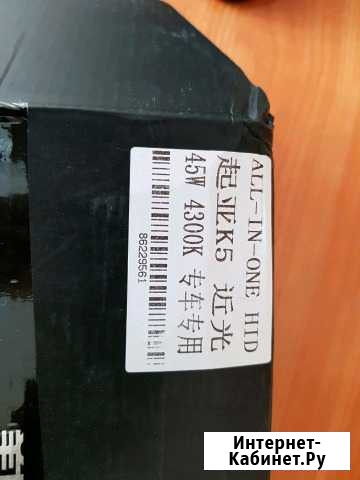 ALL-IN-ONE HID
起亚K5 近光
45W 4300K 专车专用
86229561
Интернет-
Кабинет.Ру